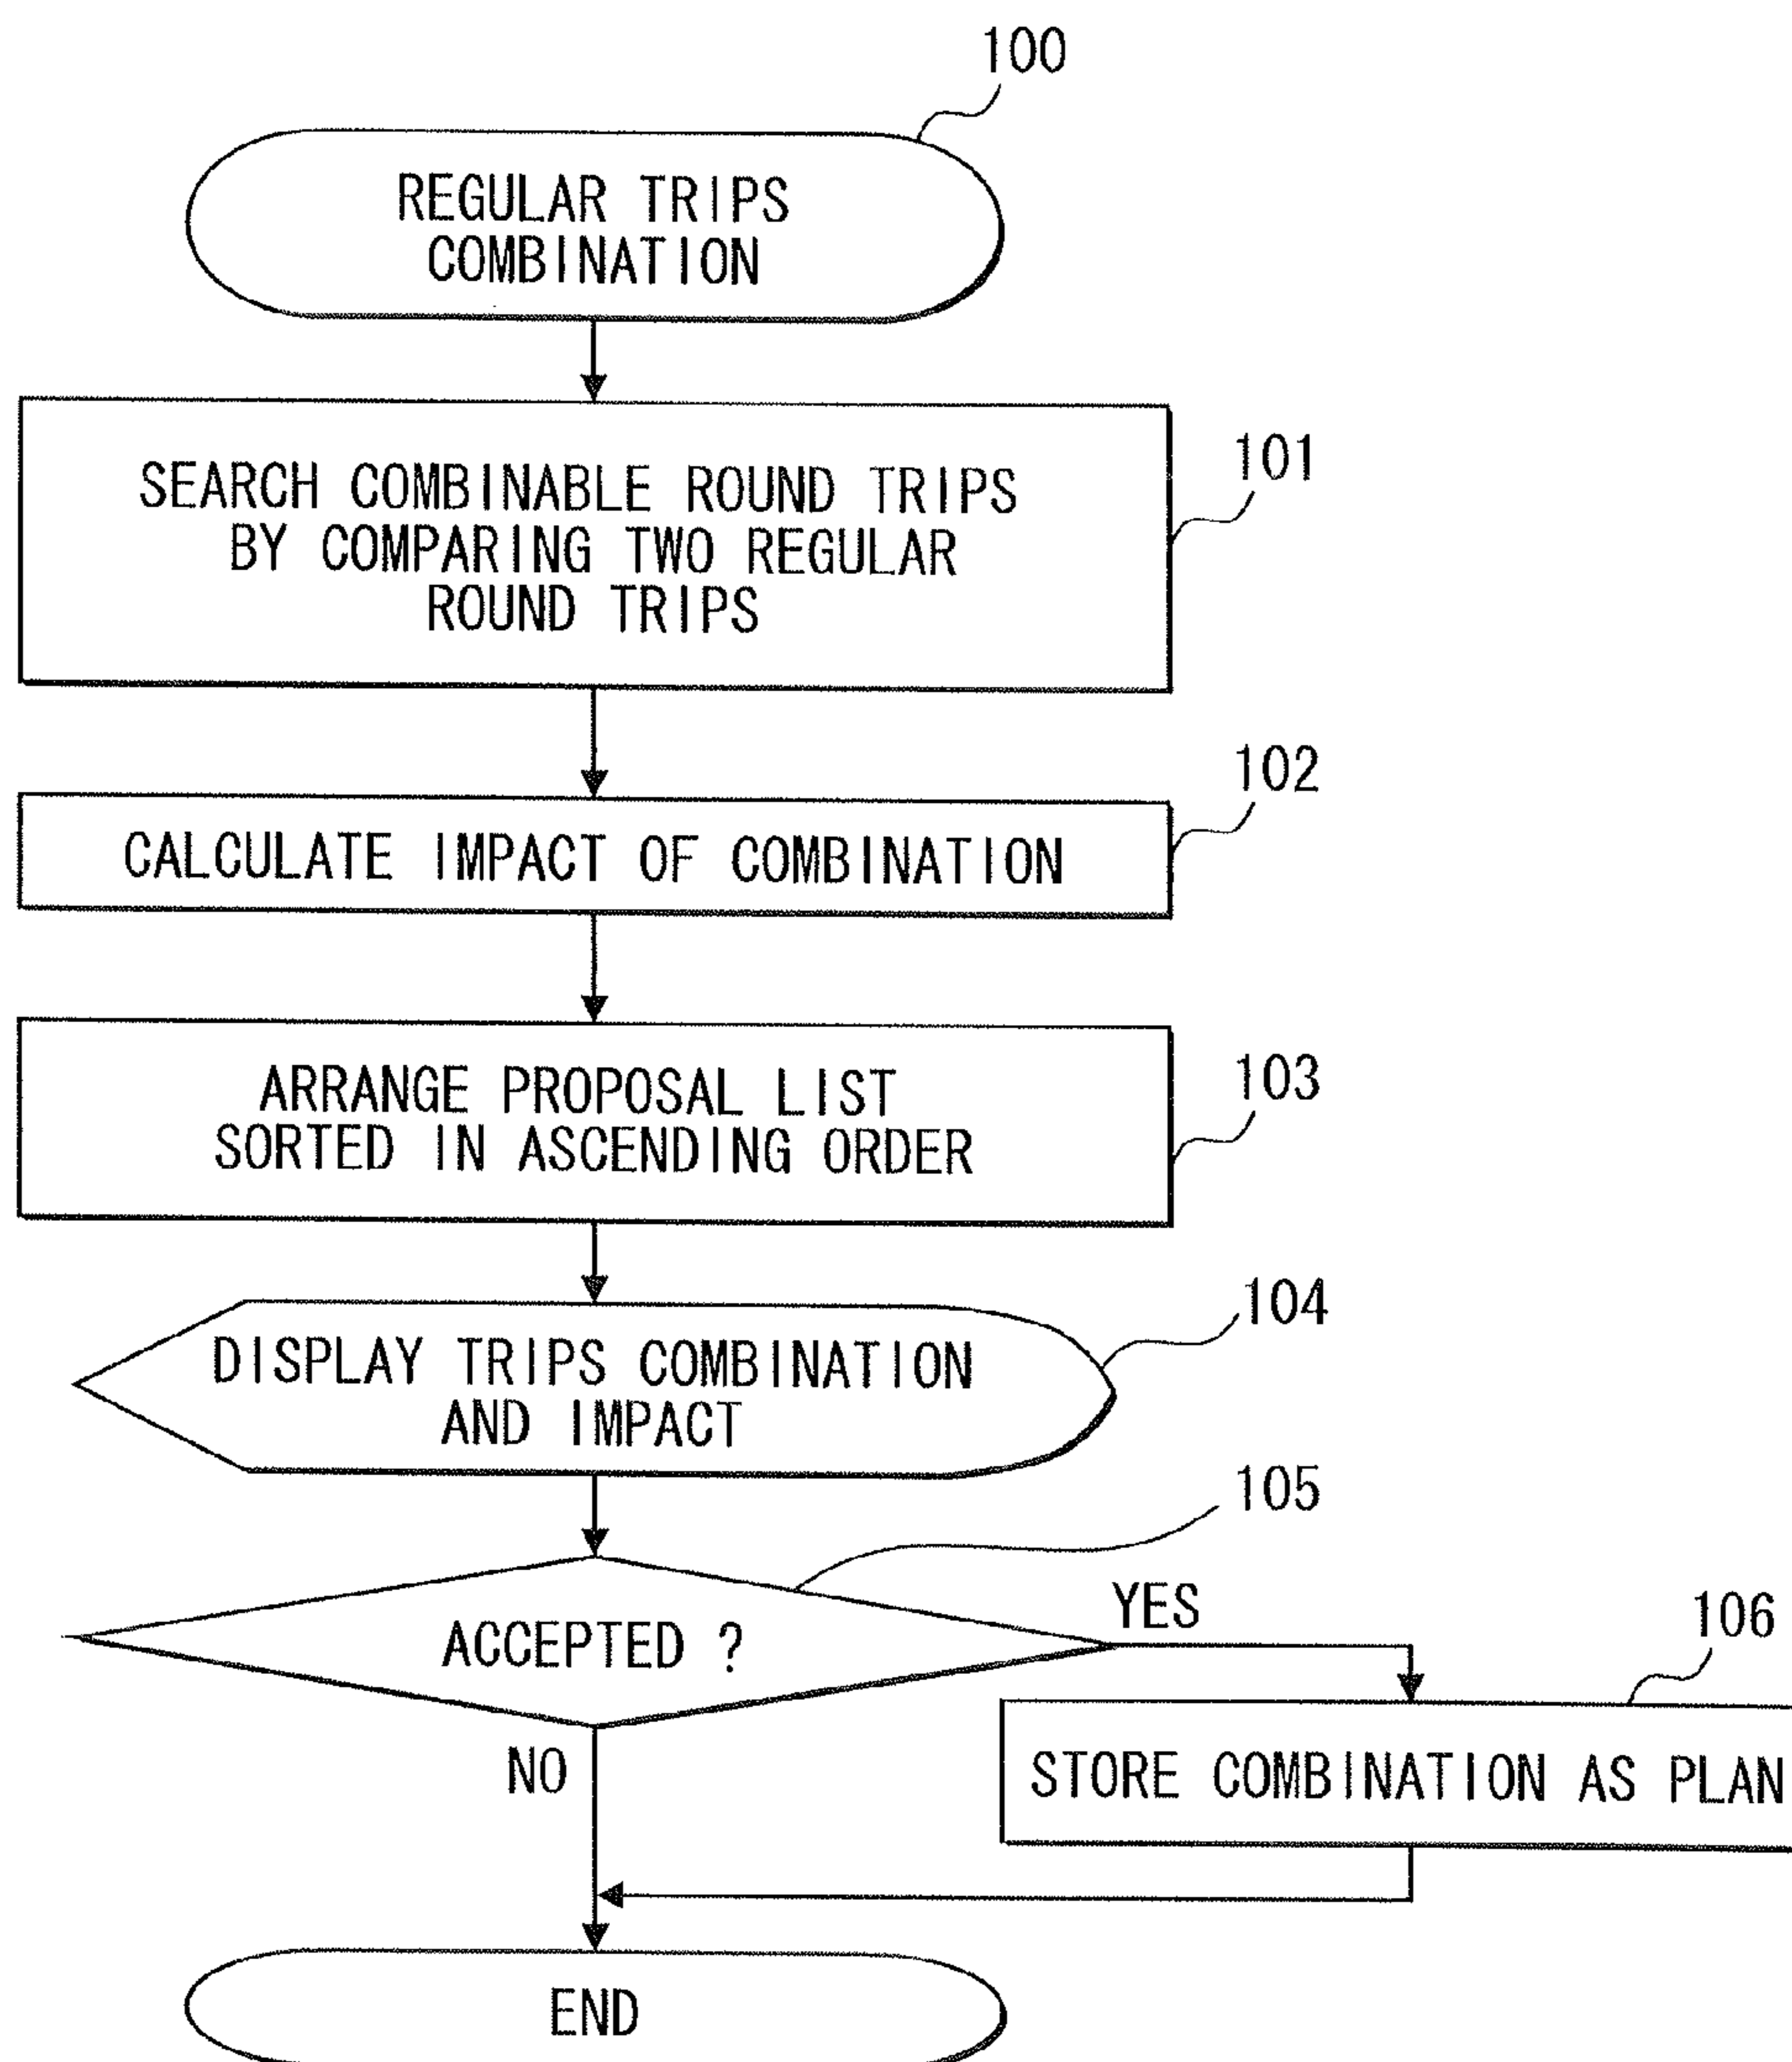 100
REGULAR TRIPS
COMBINATION
SEARCH COMBINABLE ROUND TRIPS
BY COMPARING TWO REGULAR
ROUND TRIPS
101
CALCULATE IMPACT OF COMBINATION
102
ARRANGE PROPOSAL LIST
SORTED IN ASCENDING ORDER
103
DISPLAY TRIPS COMBINATION
AND IMPACT
104
105
ACCEPTED ?
YES
106
NO
STORE COMBINATION AS PLAN
END